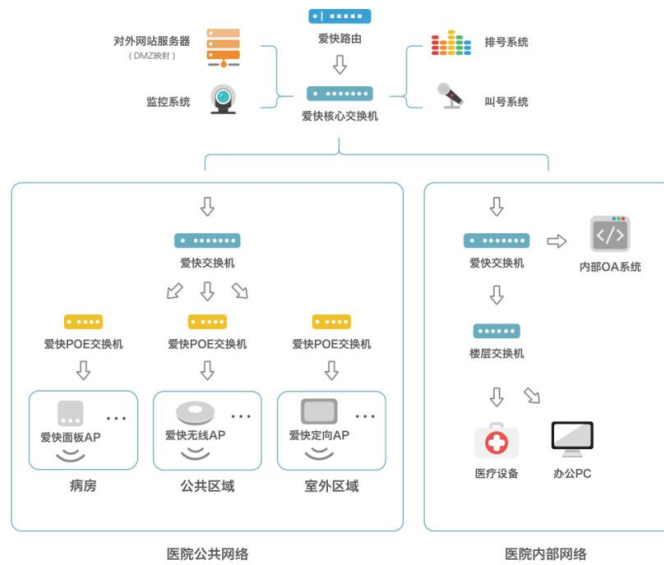 对外网站服务器
（DMZ映射）
爱快路由
排号系统
监控系统
爱快核心交换机
叫号系统
爱快交换机
爱快交换机
内部OA系统
爱快POE交换机
爱快POE交换机
爱快POE交换机
楼层交换机
爱快面板AP
爱快无线AP
爱快定向AP
病房
公共区域
室外区域
医疗设备
办公PC
医院公共网络
医院内部网络